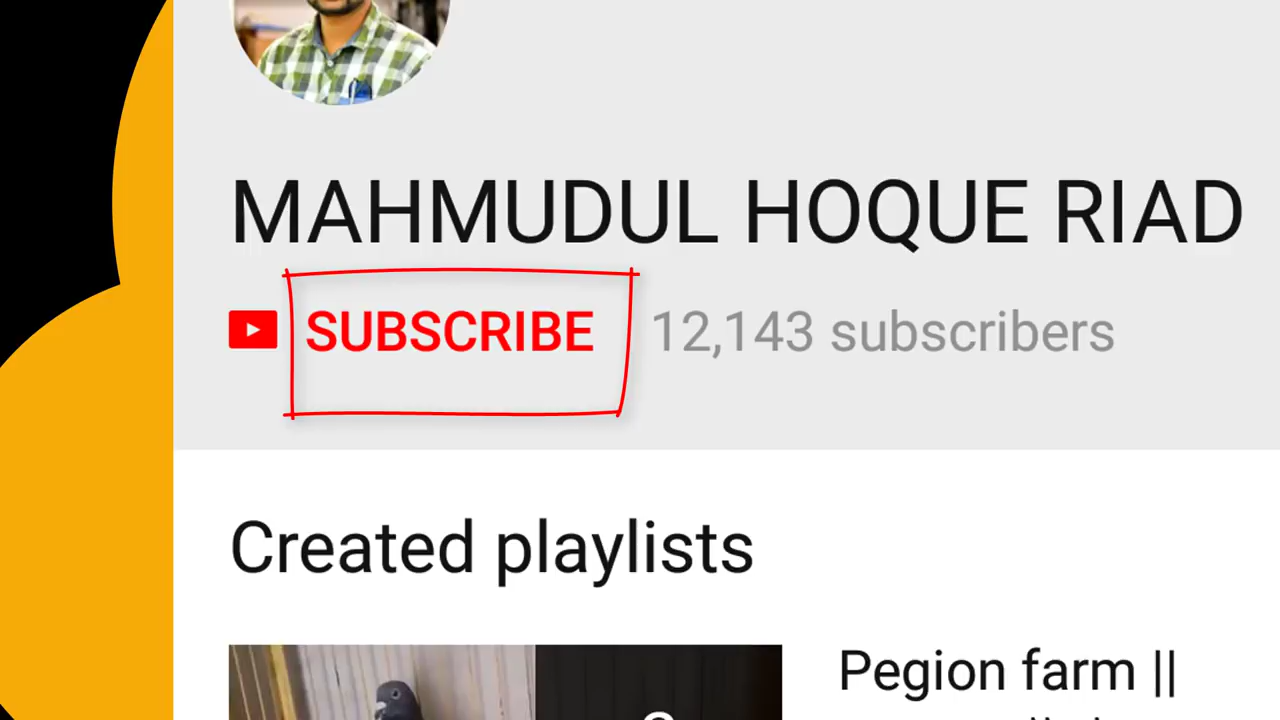 MAHMUDUL HOQUE RIAD
SUBSCRIBE 12,143 subscribers
Created playlists
Pegion farm ||